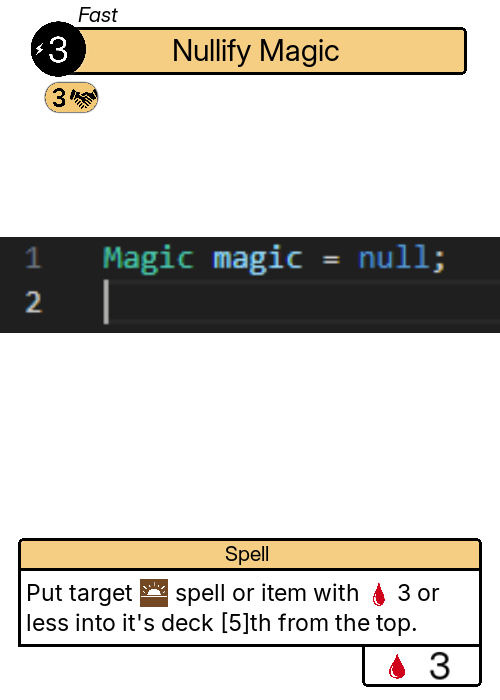 Fast
3
Nullify Magic
3
1 Magic magic = null;
2
Spell
Put target spell or item with 3 or
less into it's deck [5]th from the top.
3